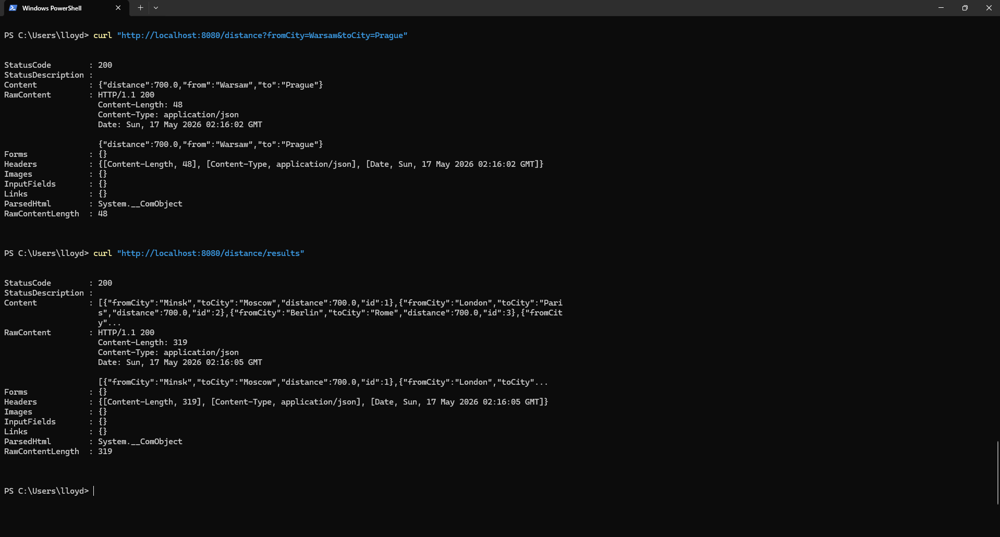 Windows PowerShell
PS C:\Users\lloyd> curl "http://localhost:8080/distance?fromCity=Warsaw&toCity=Prague"
StatusCode        : 200
StatusDescription :
Content           : {"distance":700.0,"from":"Warsaw","to":"Prague"}
RawContent        : HTTP/1.1 200
                    Content-Length: 48
                    Content-Type: application/json
                    Date: Sun, 17 May 2026 02:16:02 GMT

                    {"distance":700.0,"from":"Warsaw","to":"Prague"}
Forms             : {}
Headers           : {[Content-Length, 48], [Content-Type, application/json], [Date, Sun, 17 May 2026 02:16:02 GMT]}
Images            : {}
InputFields       : {}
Links             : {}
ParsedHtml        : System.__ComObject
RawContentLength  : 48

PS C:\Users\lloyd> curl "http://localhost:8080/distance/results"

StatusCode        : 200
StatusDescription :
Content           : [{"fromCity":"Minsk","toCity":"Moscow","distance":700.0,"id":1},{"fromCity":"London","toCity":"Pari
                    s","distance":700.0,"id":2},{"fromCity":"Berlin","toCity":"Rome","distance":700.0,"id":3},{"fromCit
                    y"...
RawContent        : HTTP/1.1 200
                    Content-Length: 319
                    Content-Type: application/json
                    Date: Sun, 17 May 2026 02:16:05 GMT

                    [{"fromCity":"Minsk","toCity":"Moscow","distance":700.0,"id":1},{"fromCity":"London","toCity"...
Forms             : {}
Headers           : {[Content-Length, 319], [Content-Type, application/json], [Date, Sun, 17 May 2026 02:16:05 GMT]}
Images            : {}
InputFields       : {}
Links             : {}
ParsedHtml        : System.__ComObject
RawContentLength  : 319

PS C:\Users\lloyd>